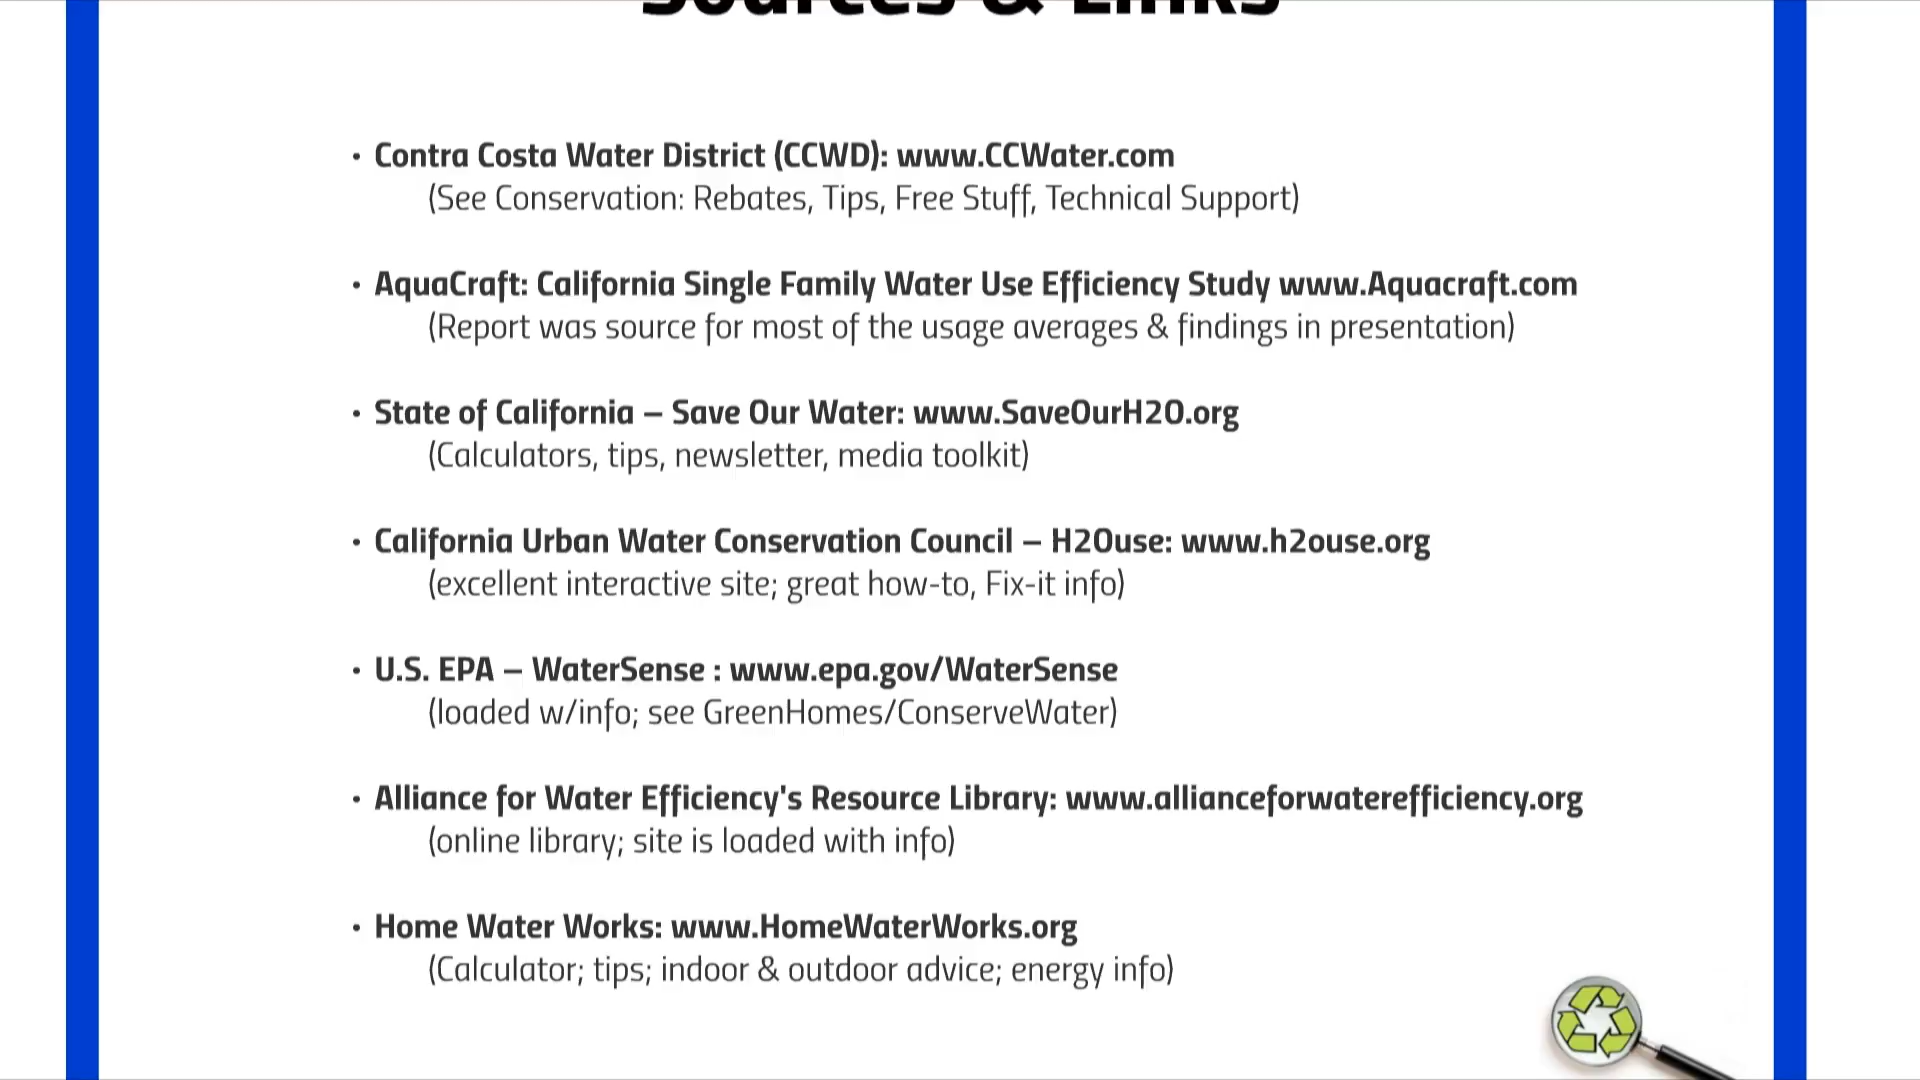 Sources & Links
• Contra Costa Water District (CCWD): www.CCWater.com
(See Conservation: Rebates, Tips, Free Stuff, Technical Support)
• AquaCraft: California Single Family Water Use Efficiency Study www.Aquacraft.com
(Report was source for most of the usage averages & findings in presentation)
• State of California – Save Our Water: www.SaveOurH2O.org
(Calculators, tips, newsletter, media toolkit)
• California Urban Water Conservation Council – H2Ouse: www.h2ouse.org
(excellent interactive site; great how-to, Fix-it info)
• U.S. EPA – WaterSense : www.epa.gov/WaterSense
(loaded w/info; see GreenHomes/ConserveWater)
• Alliance for Water Efficiency's Resource Library: www.allianceforwaterefficiency.org
(online library; site is loaded with info)
• Home Water Works: www.HomeWaterWorks.org
(Calculator; tips; indoor & outdoor advice; energy info)